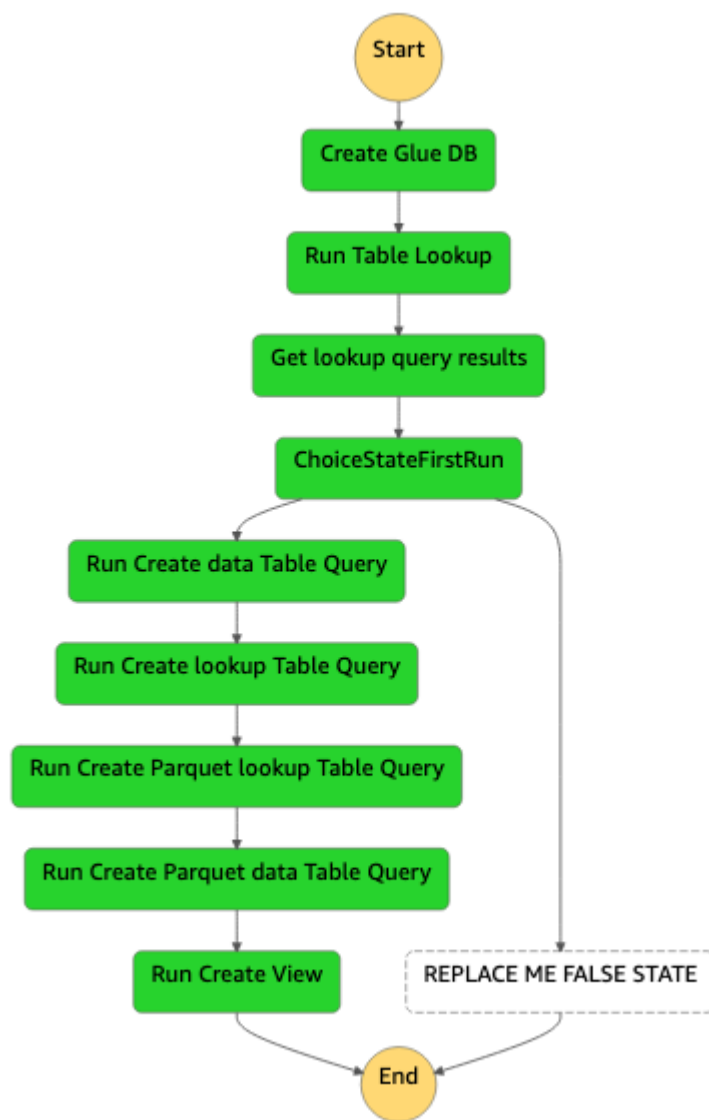 Start
Create Glue DB
Run Table Lookup
Get lookup query results
ChoiceStateFirstRun
Run Create data Table Query
Run Create lookup Table Query
Run Create Parquet lookup Table Query
Run Create Parquet data Table Query
Run Create View
REPLACE ME FALSE STATE
End